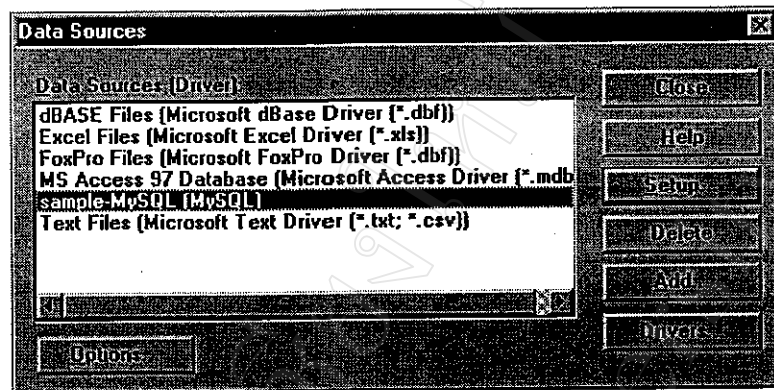 Data Sources
Data Sources (Driver):
dBASE Files (Microsoft dBase Driver (*.dbf))
Excel Files (Microsoft Excel Driver (*.xls))
FoxPro Files (Microsoft FoxPro Driver (*.dbf))
MS Access 97 Database (Microsoft Access Driver (*.mdb
sample-MySQL (MySQL)
Text Files (Microsoft Text Driver (*.txt; *.csv))
Close
Help
Setup...
Delete
Add...
Drivers...
Options...